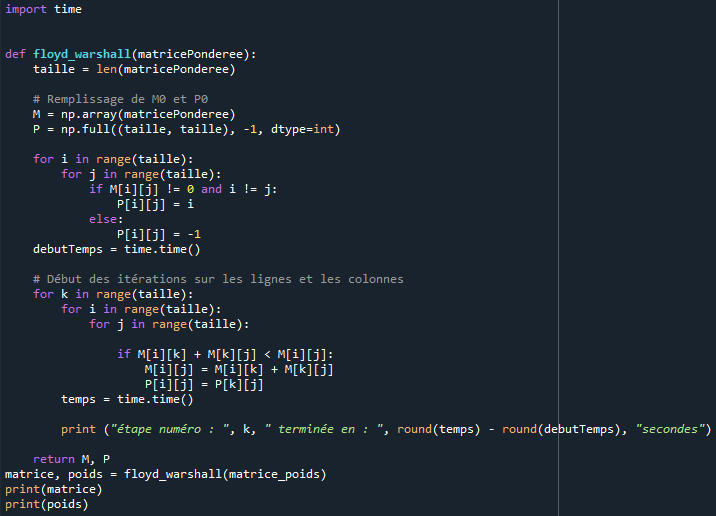 import time
def floyd_warshall(matricePonderee):
    taille = len(matricePonderee)
    # Remplissage de M0 et P0
    M = np.array(matricePonderee)
    P = np.full((taille, taille), -1, dtype=int)
    for i in range(taille):
        for j in range(taille):
            if M[i][j] != 0 and i != j:
                P[i][j] = i
            else:
                P[i][j] = -1
    debutTemps = time.time()
    # Début des itérations sur les lignes et les colonnes
    for k in range(taille):
        for i in range(taille):
            for j in range(taille):
                if M[i][k] + M[k][j] < M[i][j]:
                    M[i][j] = M[i][k] + M[k][j]
                    P[i][j] = P[k][j]
        temps = time.time()
        print ("étape numéro : ", k, " terminée en : ", round(temps) - round(debutTemps), "secondes")
    return M, P
matrice, poids = floyd_warshall(matrice_poids)
print(matrice)
print(poids)